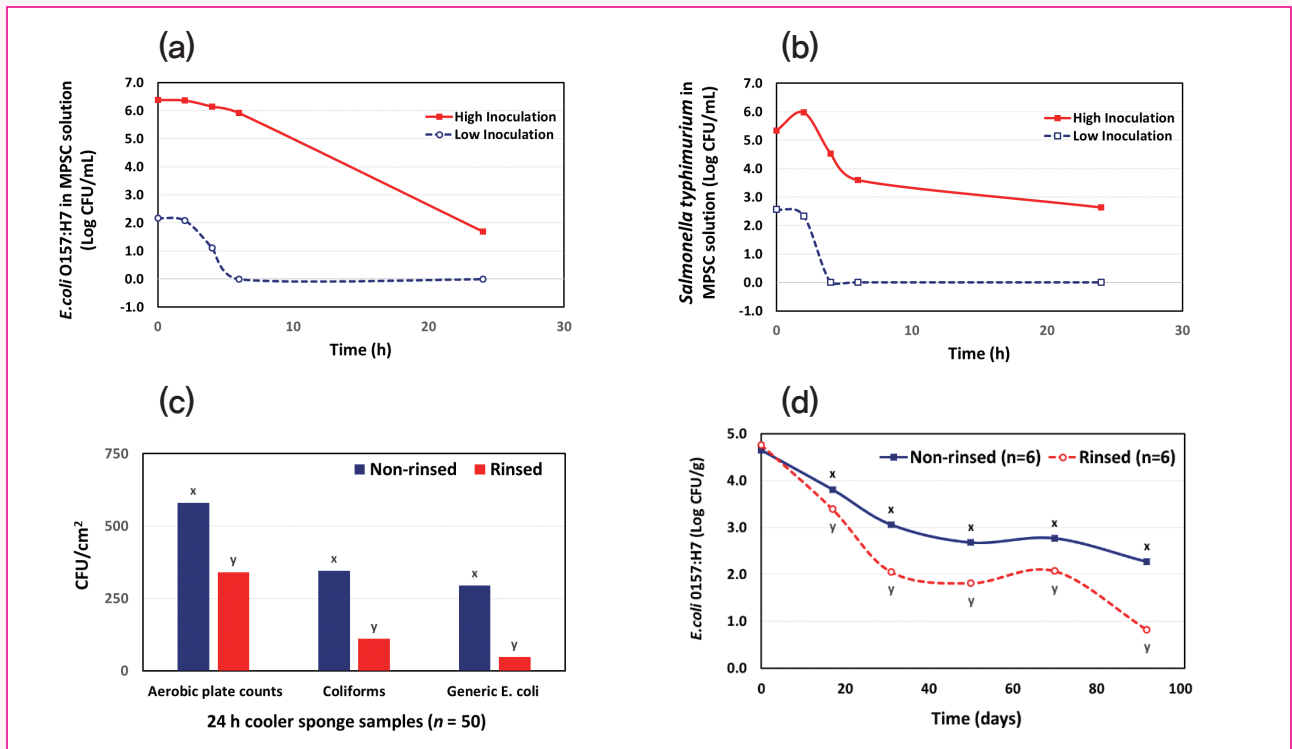 (a)
E.coli O157:H7 in MPSC solution
(Log CFU/mL)
7.0
6.0
5.0
4.0
3.0
2.0
1.0
0.0
-1.0
High Inoculation
Low Inoculation
0 10 20 30
Time (h)
(b)
Salmonella typhimurium in
MPSC solution (Log CFU/mL)
7.0
6.0
5.0
4.0
3.0
2.0
1.0
0.0
-1.0
High Inoculation
Low Inoculation
0 10 20 30
Time (h)
(c)
CFU/cm²
750
500
250
0
Non-rinsed Rinsed
x y x y x y
Aerobic plate counts Coliforms Generic E. coli
24 h cooler sponge samples (n = 50)
(d)
E.coli 0157:H7 (Log CFU/g)
5.0
4.0
3.0
2.0
1.0
0.0
Non-rinsed (n=6) Rinsed (n=6)
x x x x x
y y y y y
0 20 40 60 80 100
Time (days)